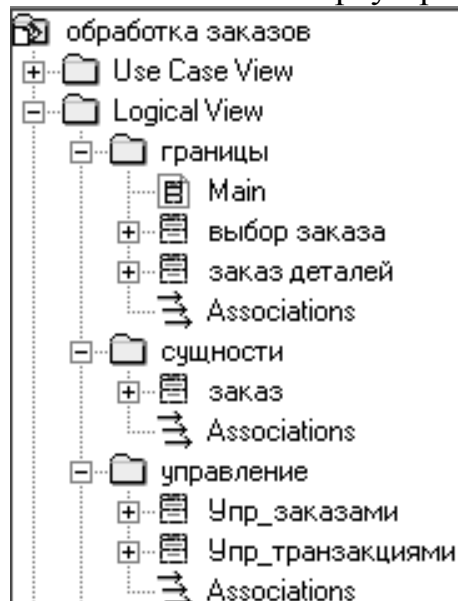 обработка заказов
Use Case View
Logical View
границы
Main
выбор заказа
заказ деталей
Associations
сущности
заказ
Associations
управление
Упр_заказами
Упр_транзакциями
Associations